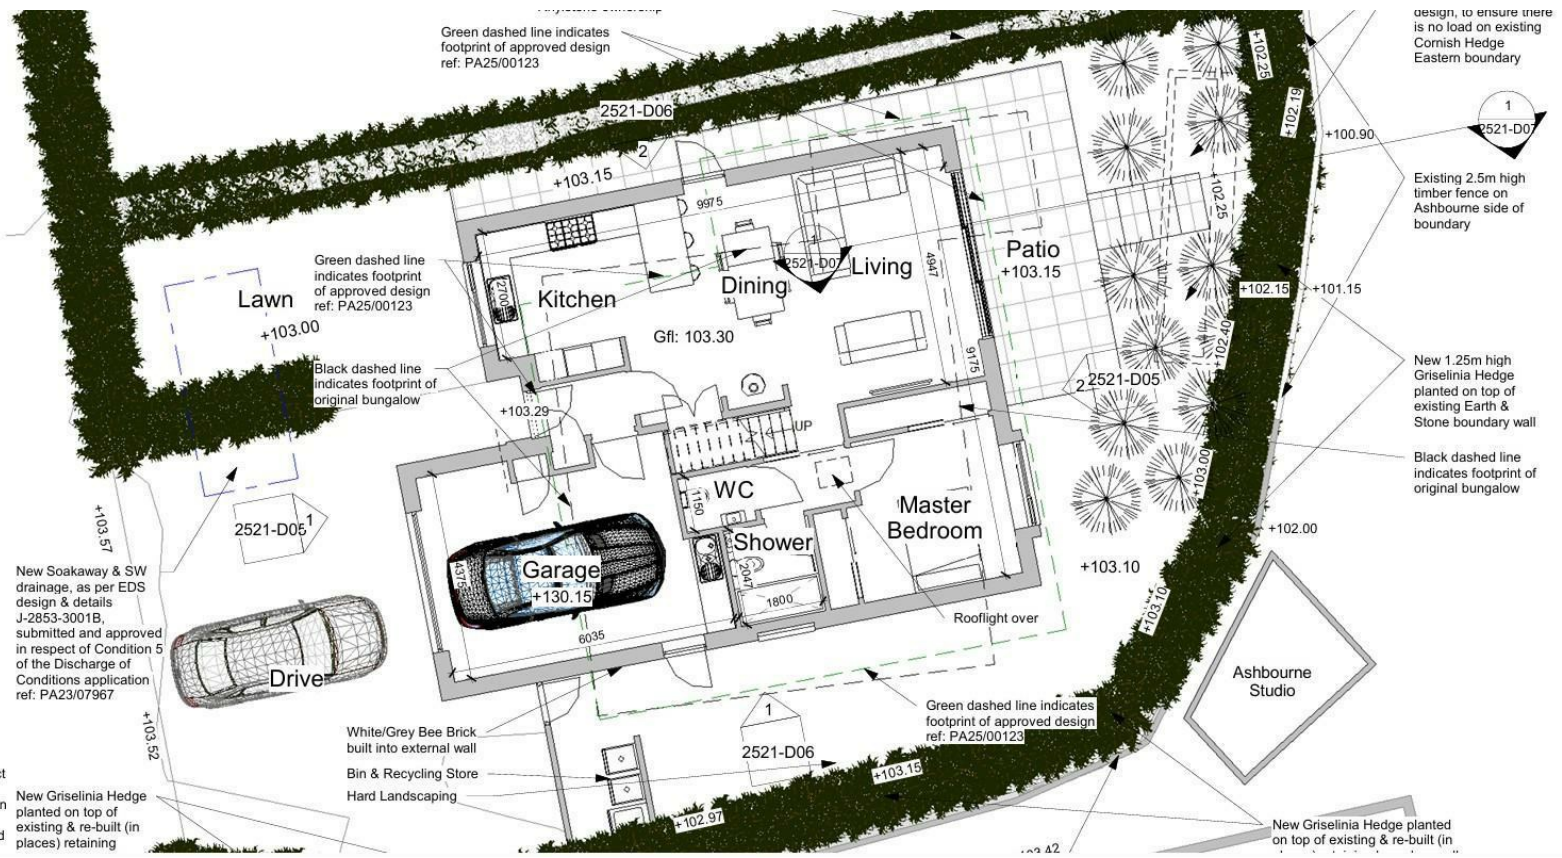 Green dashed line indicates
footprint of approved design
ref: PA25/00123
design, to ensure there
is no load on existing
Cornish Hedge
Eastern boundary
+102.25
+102.19
1
2521-D07
+100.90
2521-D06
2
+103.15
9975
Existing 2.5m high
timber fence on
Ashbourne side of
boundary
+102.25
Patio
+103.15
Green dashed line
indicates footprint
of approved design
ref: PA25/00123
Lawn
+103.00
2700
Kitchen
Dining
1
2521-D07
Living
4947
+102.15
+101.15
Gfl: 103.30
9175
+102.40
2
2521-D05
New 1.25m high
Griselinia Hedge
planted on top of
existing Earth &
Stone boundary wall
Black dashed line
indicates footprint of
original bungalow
+103.29
UP
Black dashed line
indicates footprint of
original bungalow
+103.00
WC
1150
Master
Bedroom
+103.57
2521-D05
1
+102.00
Shower
2047
1800
Garage
+130.15
4375
6035
+103.10
+103.10
Rooflight over
New Soakaway & SW
drainage, as per EDS
design & details
J-2853-3001B,
submitted and approved
in respect of Condition 5
of the Discharge of
Conditions application
ref: PA23/07967
Drive
+103.52
Ashbourne
Studio
Green dashed line indicates
footprint of approved design
ref: PA25/00123
1
2521-D06
White/Grey Bee Brick
built into external wall
Bin & Recycling Store
Hard Landscaping
+103.15
+102.97
New Griselinia Hedge
planted on top of
existing & re-built (in
places) retaining
New Griselinia Hedge planted
on top of existing & re-built (in